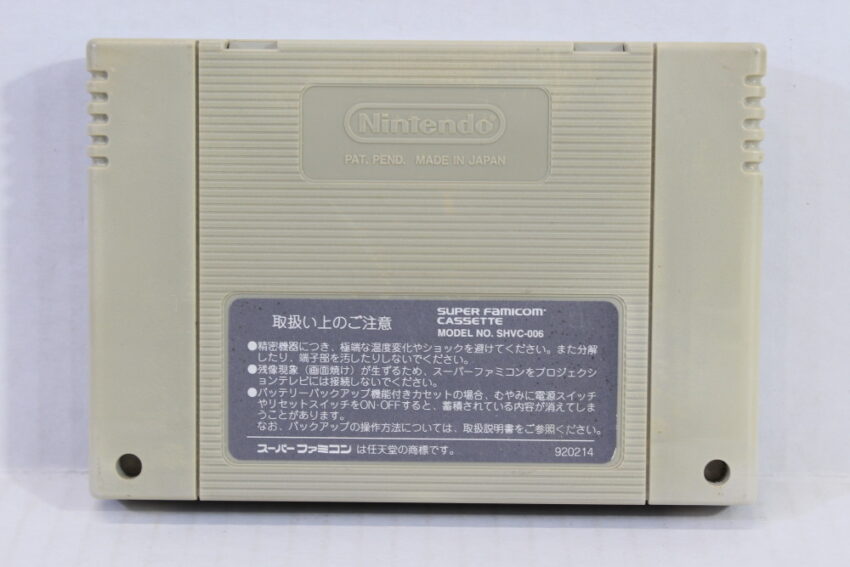 Nintendo
PAT. PEND. MADE IN JAPAN
取扱い上のご注意
SUPER FAMICOM
CASSETTE
MODEL NO. SHVC-006
●精密機器につき、極端な温度変化やショックを避けてください。また分解
したり、端子部を汚したりしないでください。
●残像現象(画面焼け)が生ずるため、スーパーファミコンをプロジェクシ
ョンテレビには接続しないでください。
●バッテリーバックアップ機能付きカセットの場合、むやみに電源スイッチ
やリセットスイッチをON・OFFすると、蓄積されている内容が消えてしま
うことがあります。
なお、バックアップの操作方法については、取扱説明書をご参照ください。
スーパーファミコン は任天堂の商標です。
920214